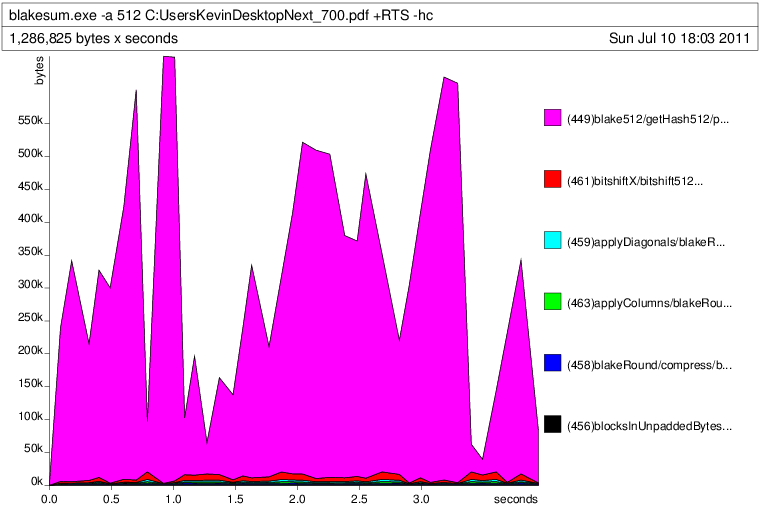 blakesum.exe -a 512 C:UsersKevinDesktopNext_700.pdf +RTS -hc
1,286,825 bytes x seconds Sun Jul 10 18:03 2011
bytes
550k
500k
450k
400k
350k
300k
250k
200k
150k
100k
50k
0k
0.0 0.5 1.0 1.5 2.0 2.5 3.0 seconds
(449)blake512/getHash512/p...
(461)bitshiftX/bitshift512...
(459)applyDiagonals/blakeR...
(463)applyColumns/blakeRou...
(458)blakeRound/compress/b...
(456)blocksInUnpaddedBytes...